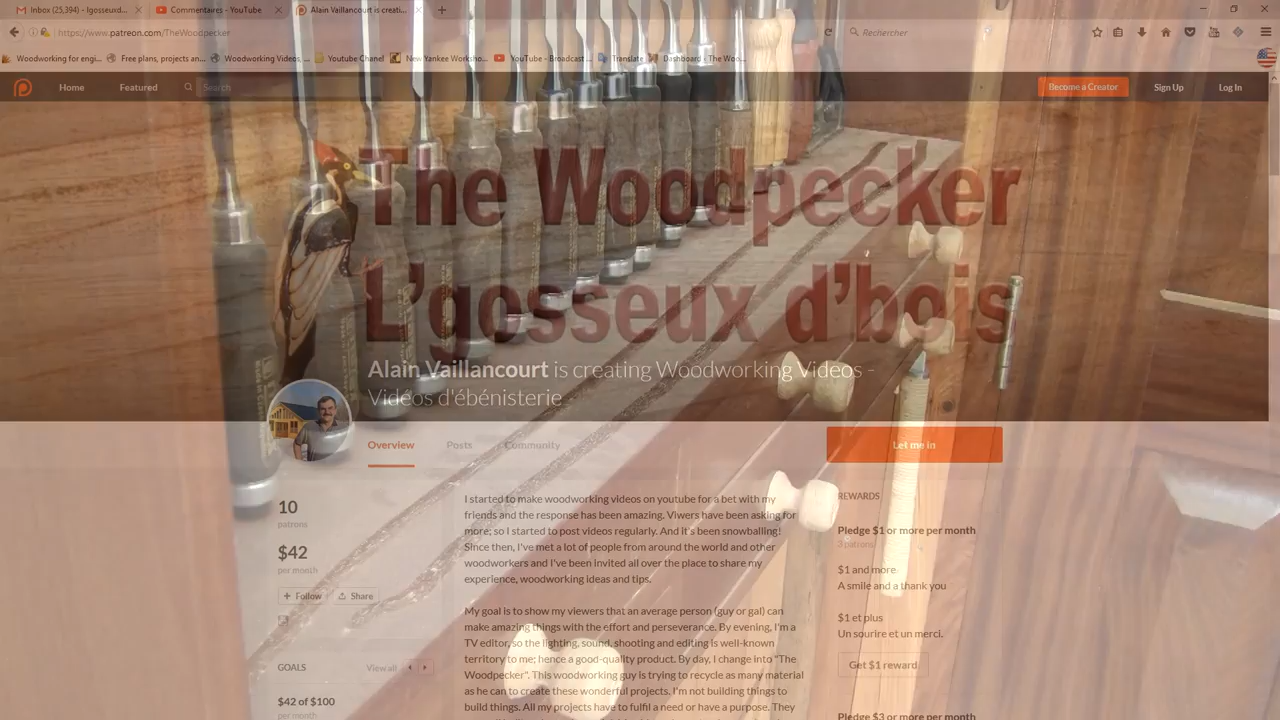 Inbox (25,394) - lgosseuxd...
Commentaires - YouTube
Alain Vaillancourt is creati...
https://www.patreon.com/TheWoodpecker
Rechercher
Woodworking for engi...
Free plans, projects an...
Woodworking Videos, ...
Youtube Chanel
New Yankee Worksho...
YouTube - Broadcast ...
Translate
Dashboard - The Woo...
Home
Featured
Search
Become a Creator
Sign Up
Log In
The Woodpecker
L'gosseux d'bois
Alain Vaillancourt is creating Woodworking Videos -
Vidéos d'ébénisterie
Overview
Posts
Community
Let me in
10
patrons
$42
per month
Follow
Share
GOALS
View all
$42 of $100
per month
I started to make woodworking videos on youtube for a bet with my
friends and the response has been amazing. Viwers have been asking for
more; so I started to post videos regularly. And it's been snowballing!
Since then, I've met a lot of people from around the world and other
woodworkers and I've been invited all over the place to share my
experience, woodworking ideas and tips.
My goal is to show my viewers that an average person (guy or gal) can
make amazing things with the effort and perseverance. By evening, I'm a
TV editor, so the lighting, sound, shooting and editing is well-known
territory to me; hence a good-quality product. By day, I change into "The
Woodpecker". This woodworking guy is trying to recycle as many material
as he can to create these wonderful projects. I'm not building things to
build things. All my projects have to fulfil a need or have a purpose. They
REWARDS
Pledge $1 or more per month
3 patrons
$1 and more
A smile and a thank you
$1 et plus
Un sourire et un merci.
Get $1 reward
Pledge $3 or more per month